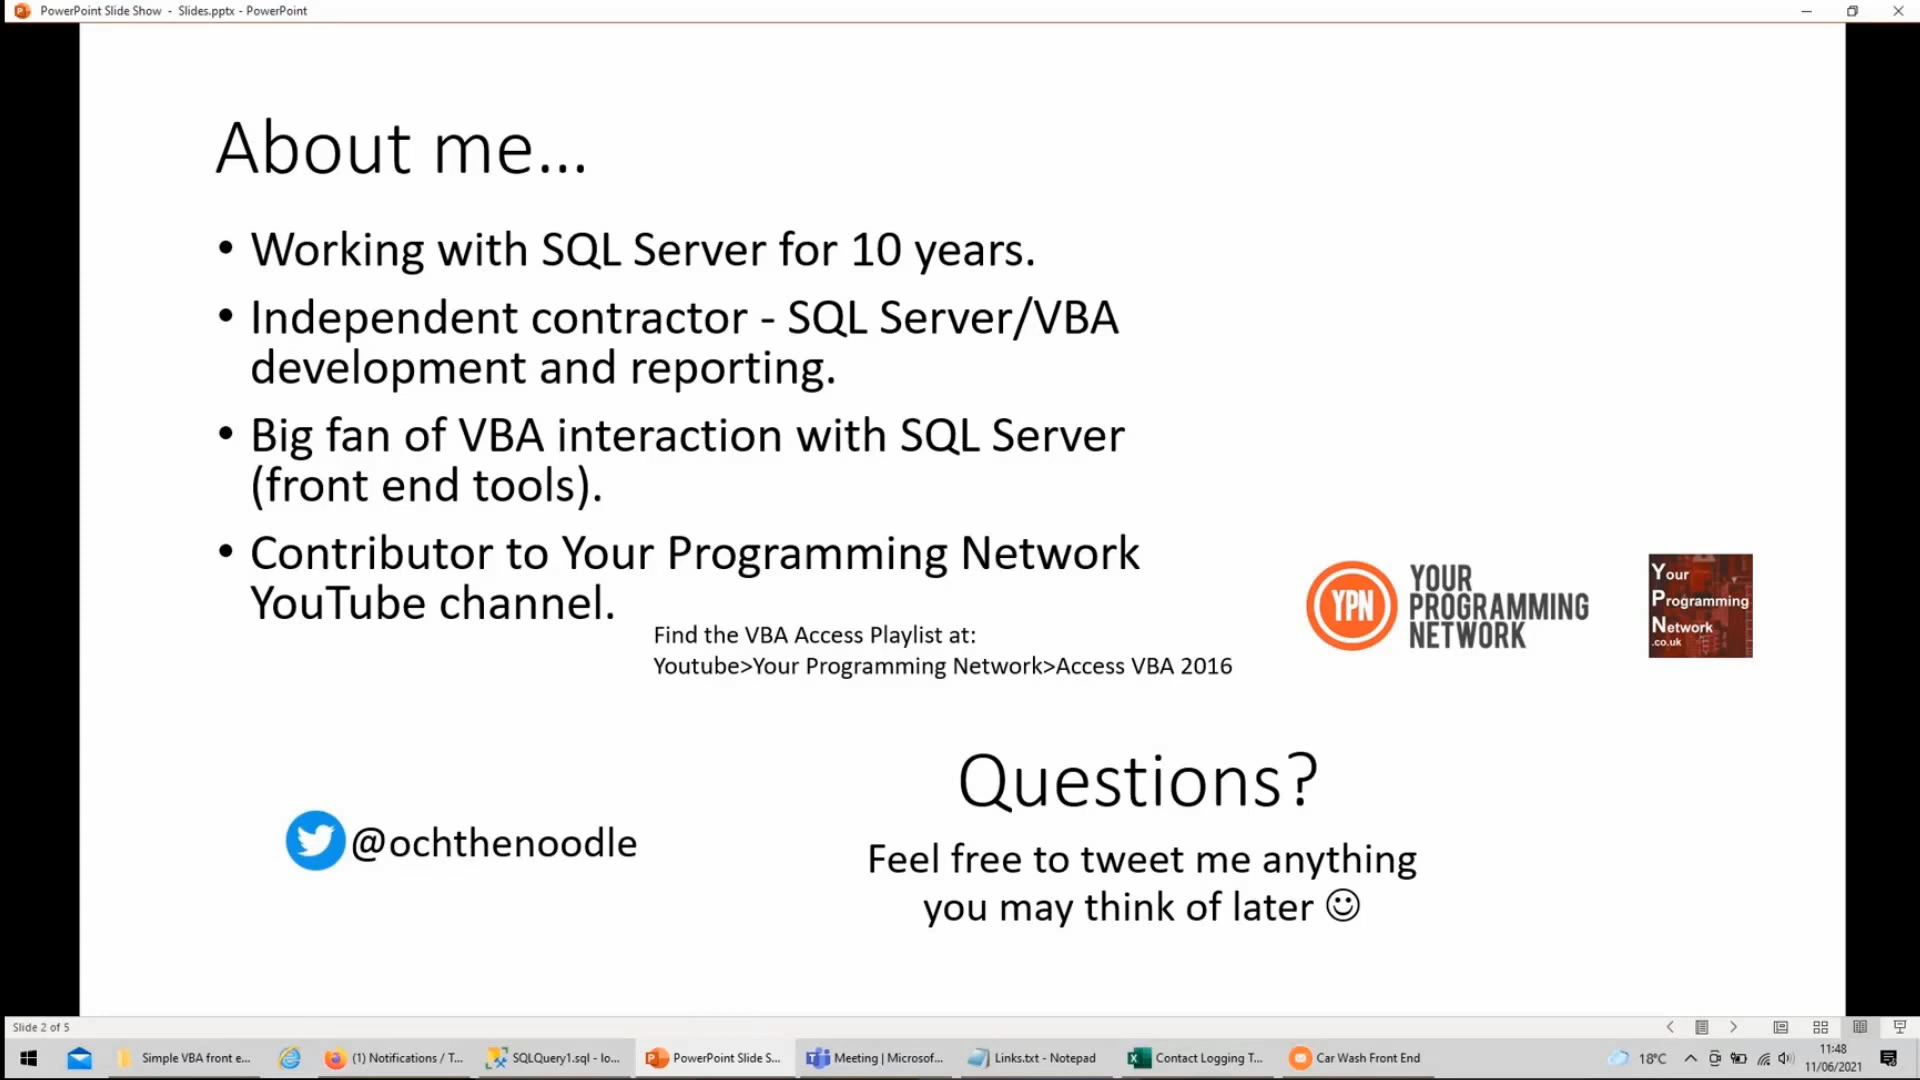 PowerPoint Slide Show - Slides.pptx - PowerPoint
About me...
• Working with SQL Server for 10 years.
• Independent contractor - SQL Server/VBA
development and reporting.
• Big fan of VBA interaction with SQL Server
(front end tools).
• Contributor to Your Programming Network
YouTube channel.
Find the VBA Access Playlist at:
Youtube>Your Programming Network>Access VBA 2016
YPN
YOUR
PROGRAMMING
NETWORK
Your
Programming
Network
.co.uk
Questions?
@ochthenoodle
Feel free to tweet me anything
you may think of later ☺
Slide 2 of 5
Simple VBA front e...
(1) Notifications / T...
SQLQuery1.sql - lo...
PowerPoint Slide S...
Meeting | Microsof...
Links.txt - Notepad
Contact Logging T...
Car Wash Front End
18°C
11:48
11/06/2021